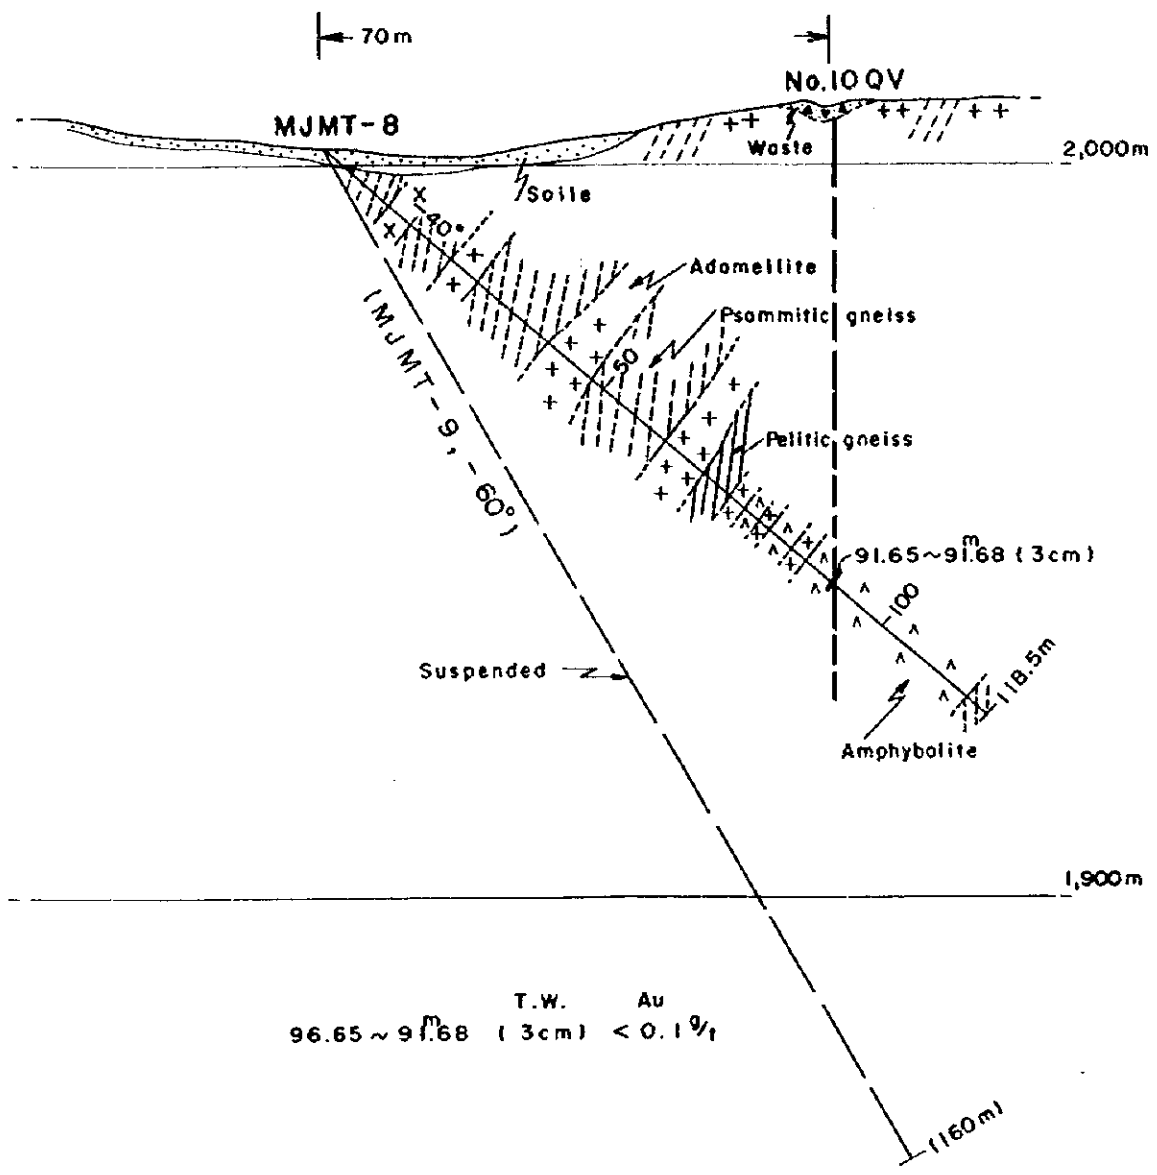 70m
No.10 QV
MJMT-8
Waste
2,000m
Soile
-40°
Adamellite
Psammitic gneiss
50
(MJMT-9, -60°)
Pelitic gneiss
91.65~91.68 (3cm)
m
100
118.5m
Suspended
Amphybolite
1,900m
T.W. Au
96.65~91.68 (3cm) <0.1 g/t
m
(160m)